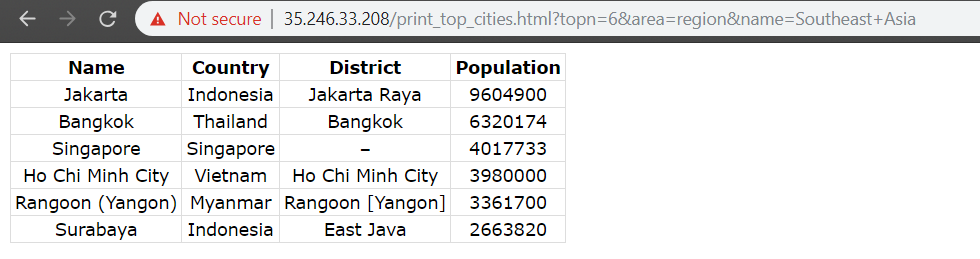 Not secure | 35.246.33.208/print_top_cities.html?topn=6&area=region&name=Southeast+Asia
Name Country District Population
Jakarta Indonesia Jakarta Raya 9604900
Bangkok Thailand Bangkok 6320174
Singapore Singapore – 4017733
Ho Chi Minh City Vietnam Ho Chi Minh City 3980000
Rangoon (Yangon) Myanmar Rangoon [Yangon] 3361700
Surabaya Indonesia East Java 2663820